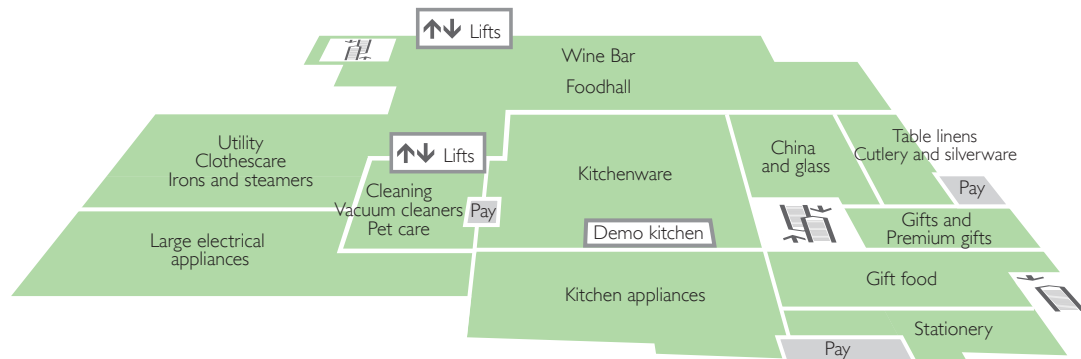 Lifts
Wine Bar
Foodhall
Utility
Clothescare
Irons and steamers
Lifts
Cleaning
Vacuum cleaners
Pet care
Pay
Kitchenware
China
and glass
Table linens
Cutlery and silverware
Pay
Large electrical
appliances
Demo kitchen
Gifts and
Premium gifts
Kitchen appliances
Gift food
Stationery
Pay